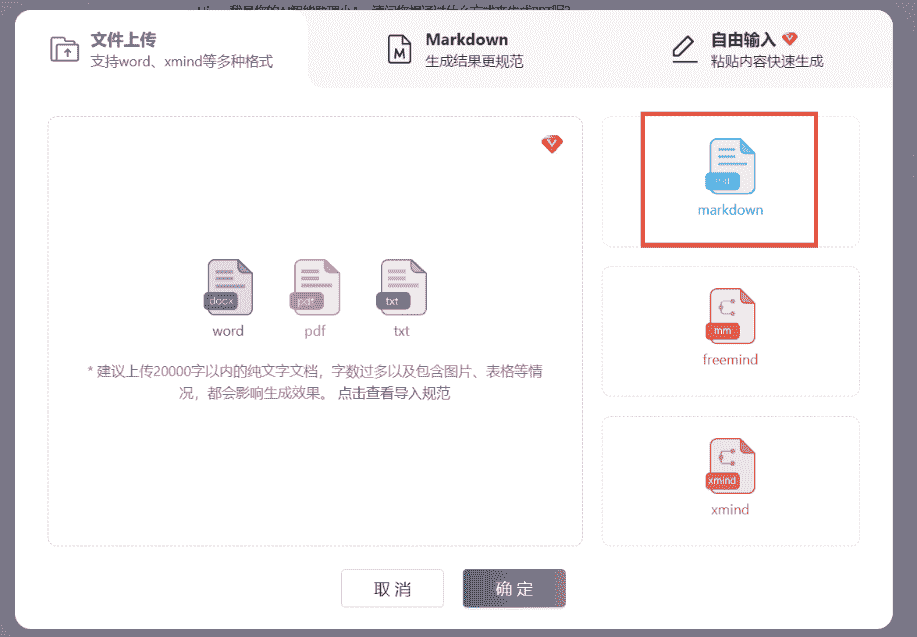 文件上传
支持word、xmind等多种格式
Markdown
生成结果更规范
自由输入
粘贴内容快速生成
M
docx
word
pdf
pdf
txt
txt
* 建议上传20000字以内的纯文字文档，字数过多以及包含图片、表格等情
况，都会影响生成效果。 点击查看导入规范
markdown
mm
freemind
xmind
xmind
取消
确定